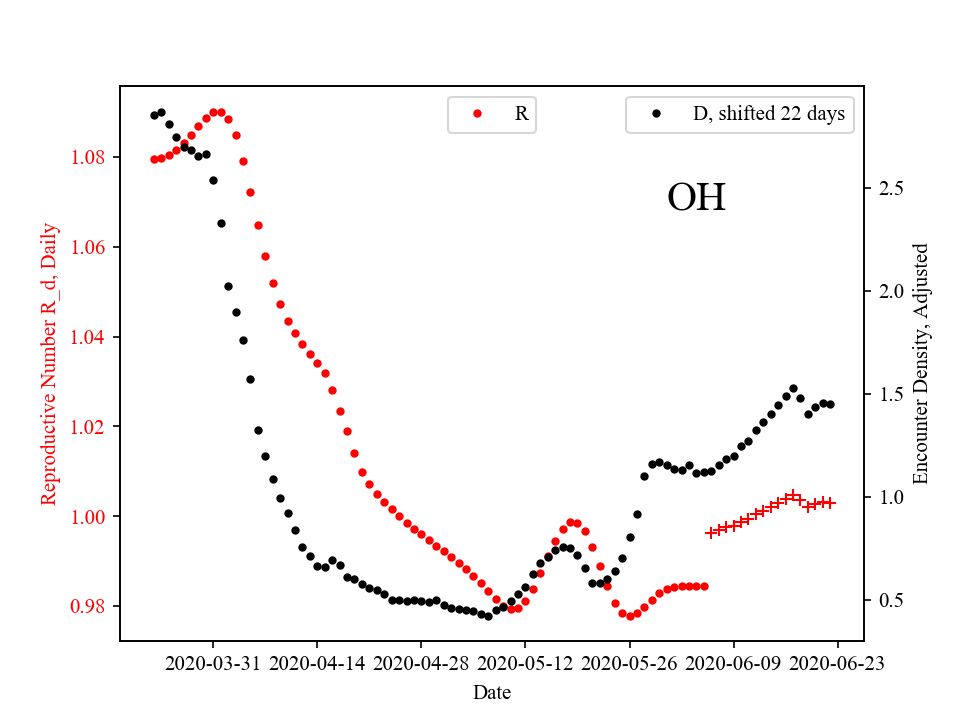 R
D, shifted 22 days
OH
Reproductive Number R_d, Daily
1.08
1.06
1.04
1.02
1.00
0.98
2.5
2.0
1.5
1.0
0.5
Encounter Density, Adjusted
2020-03-31 2020-04-14 2020-04-28 2020-05-12 2020-05-26 2020-06-09 2020-06-23
Date